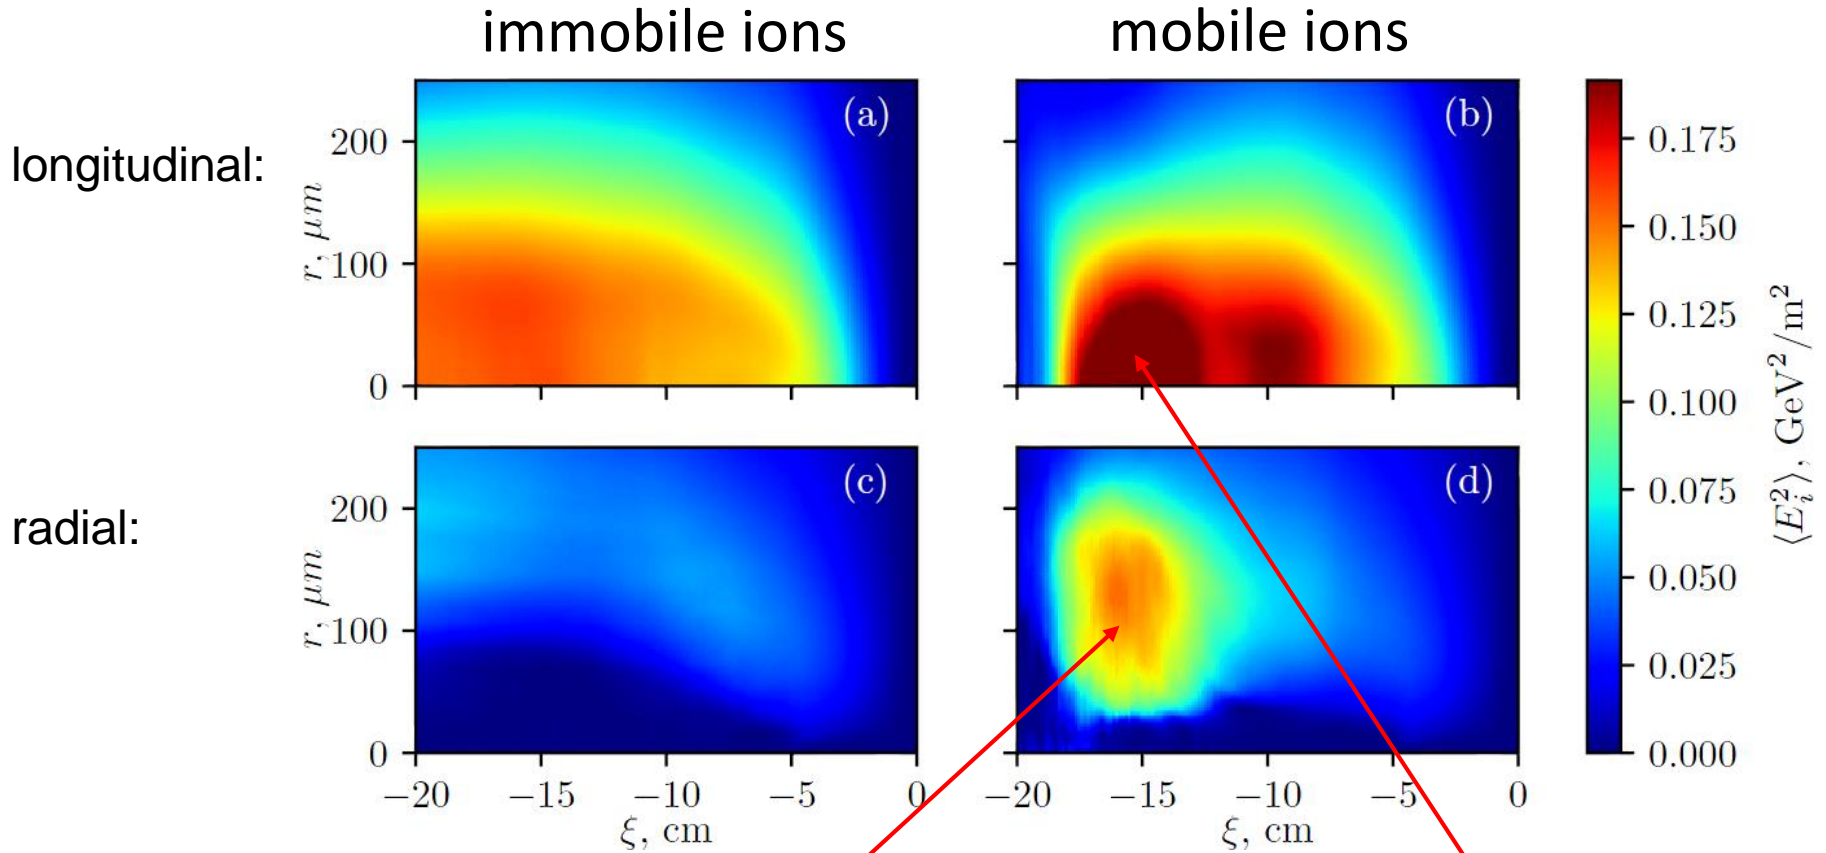 immobile ions
mobile ions
longitudinal:
radial:
(a)
(b)
(c)
(d)
r, μm
200
100
0
r, μm
200
100
0
−20 −15 −10 −5 0
ξ, cm
−20 −15 −10 −5 0
ξ, cm
0.175
0.150
0.125
0.100
0.075
0.050
0.025
0.000
⟨E_i^2⟩, GeV^2/m^2